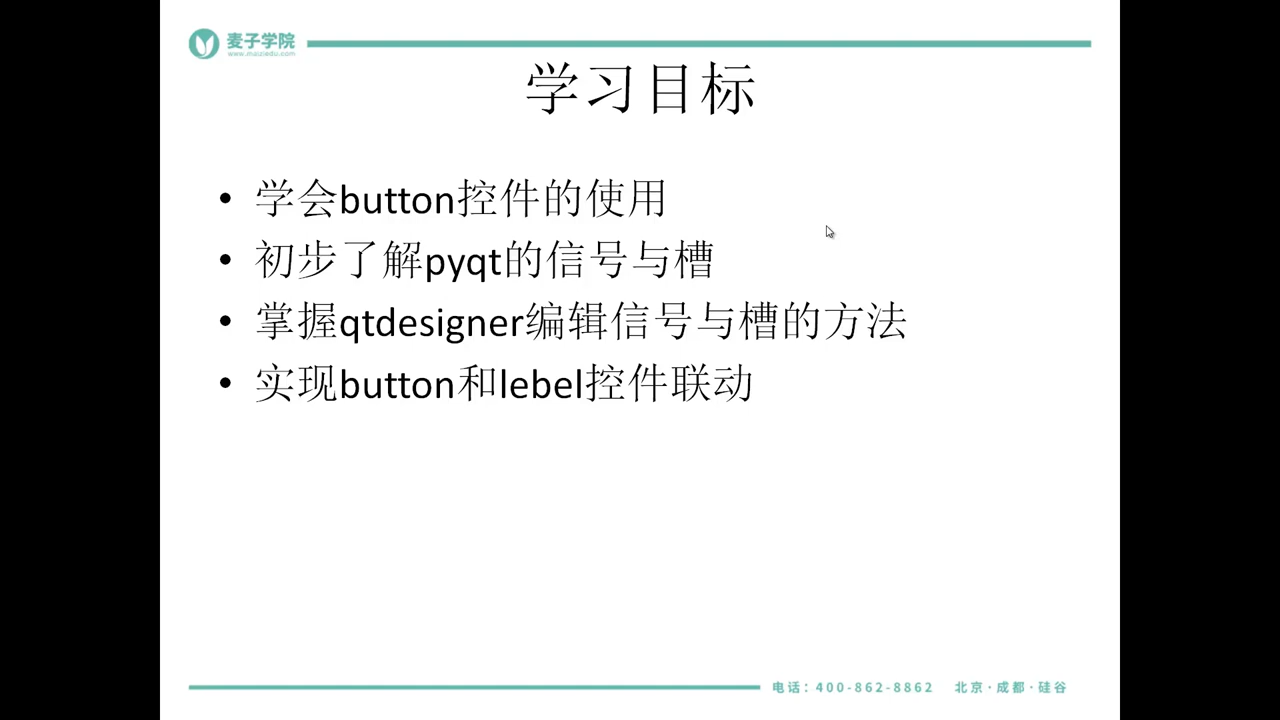 麦子学院
www.maiziedu.com
学习目标
• 学会button控件的使用
• 初步了解pyqt的信号与槽
• 掌握qtdesigner编辑信号与槽的方法
• 实现button和lebel控件联动
电话：400-862-8862 北京·成都·硅谷